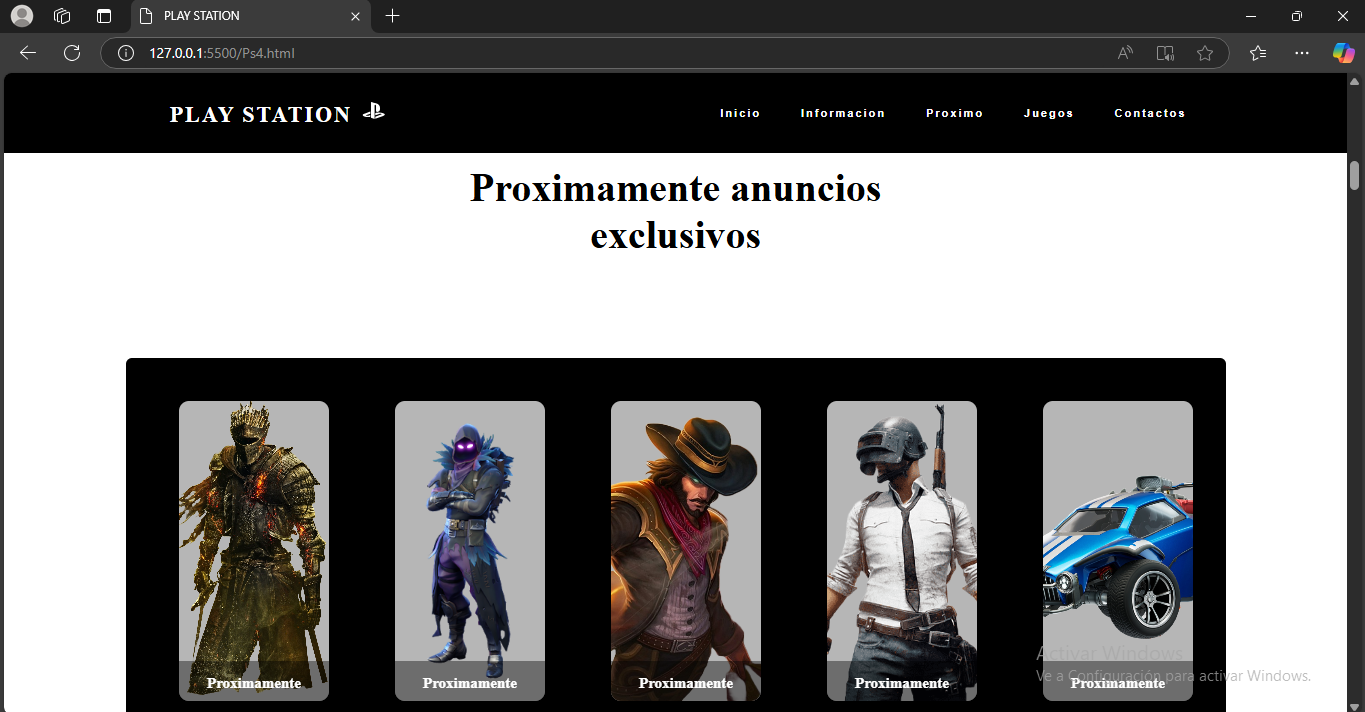 PLAY STATION
127.0.0.1:5500/Ps4.html
PLAY STATION
Inicio Informacion Proximo Juegos Contactos
Proximamente anuncios
exclusivos
Proximamente Proximamente Proximamente Proximamente Proximamente
Activar Windows
Ve a Configuración para activar Windows.